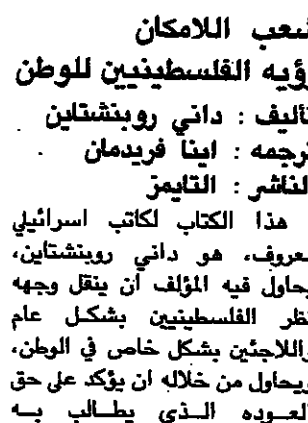 شعب اللامكان
رؤيه الفلسطينيين للوطن
تاليف : داني روبنشتاين
ترجمه : اينا فريدمان
الناشر : التايمز
هذا الكتاب لكاتب اسرائيلي
معروف، هو داني روبنشتاين،
يحاول فيه المؤلف ان ينقل وجهه
نظر الفلسطينيين بشكل عام
واللاجئين بشكل خاص في الوطن،
ويحاول من خلاله ان يؤكد على حق
العوده الذي يطالب به